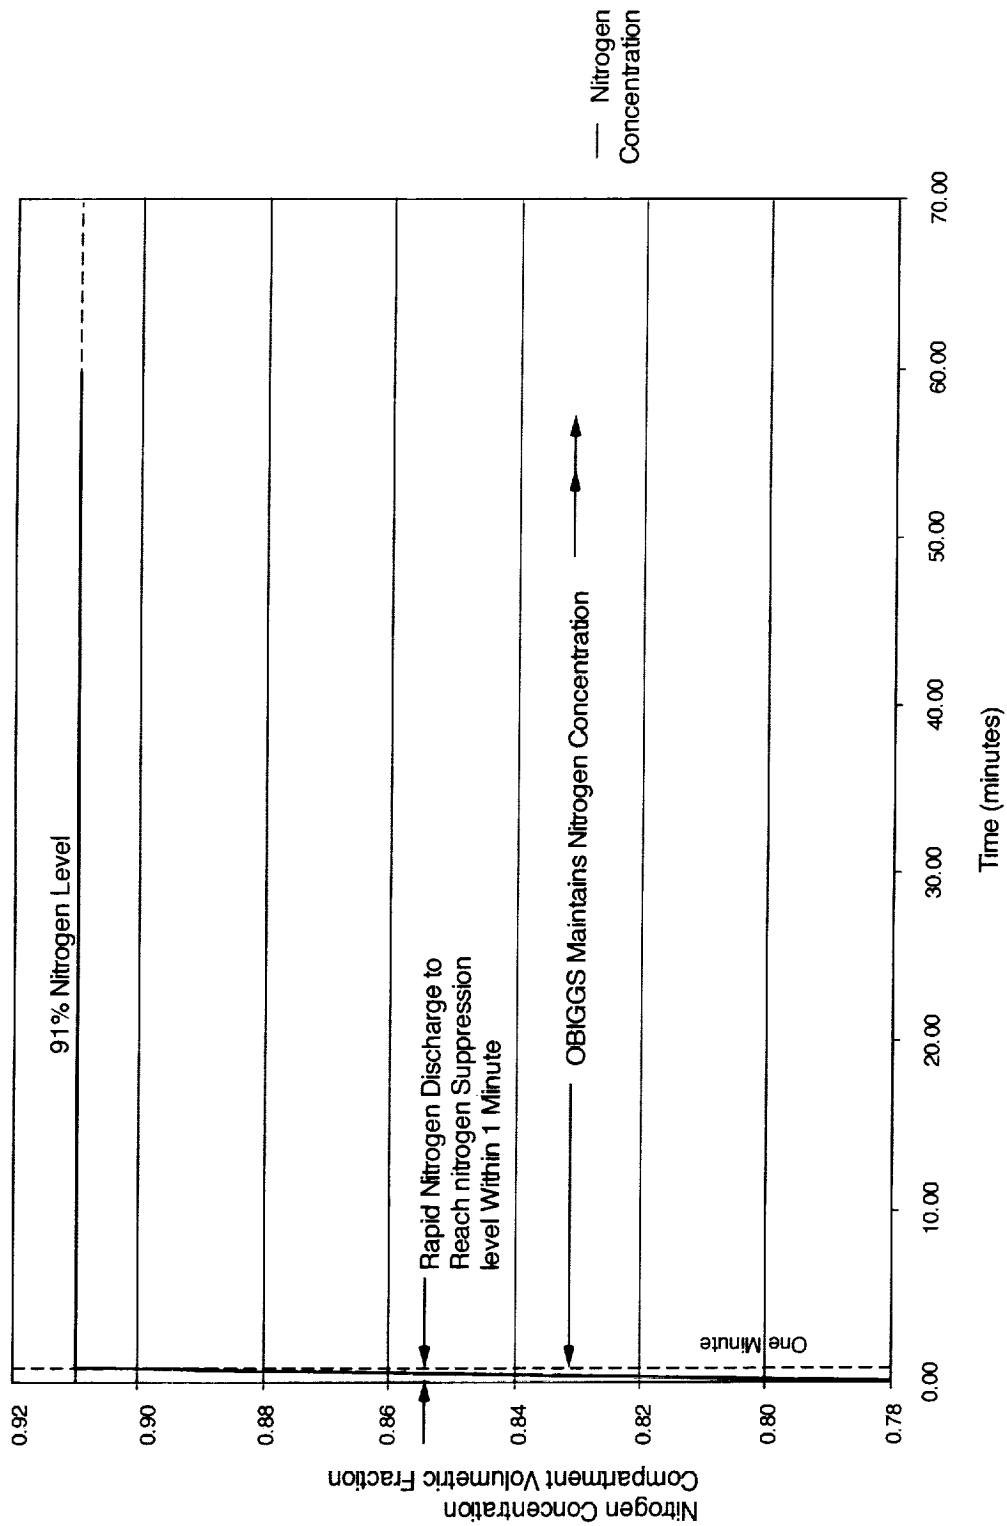 0.92
0.90
0.88
0.86
0.84
0.82
0.80
0.78
Nitrogen Concentration
Compartment Volumetric Fraction
91% Nitrogen Level
Rapid Nitrogen Discharge to
Reach nitrogen Suppression
level Within 1 Minute
OBIGGS Maintains Nitrogen Concentration
One Minute
0.00
10.00
20.00
30.00
40.00
50.00
60.00
70.00
Time (minutes)
Nitrogen
Concentration